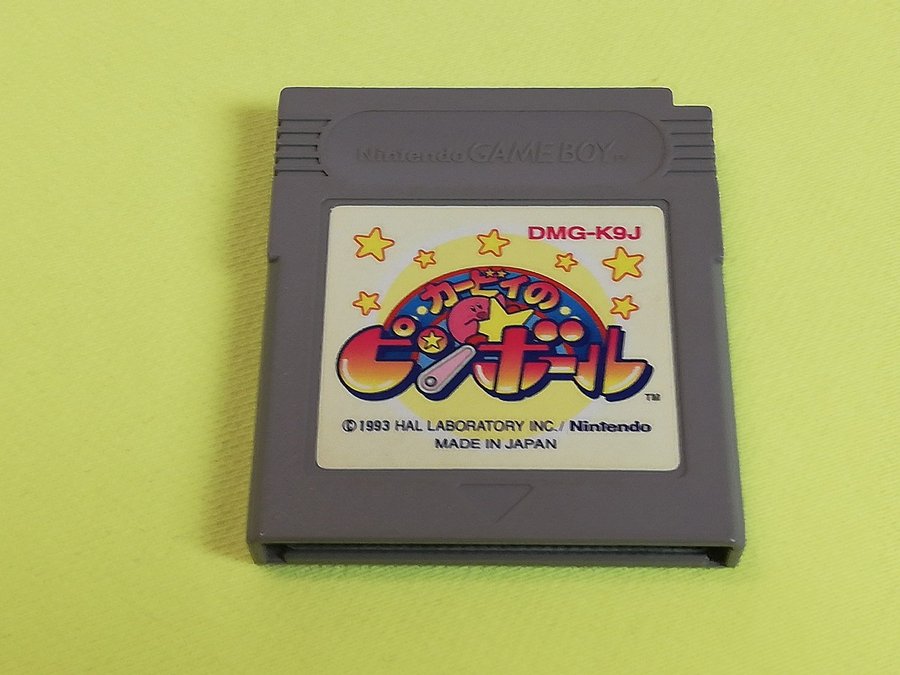 Nintendo GAME BOY TM
DMG-K9J
カービィの
ピンボール
TM
©1993 HAL LABORATORY INC./ Nintendo
MADE IN JAPAN